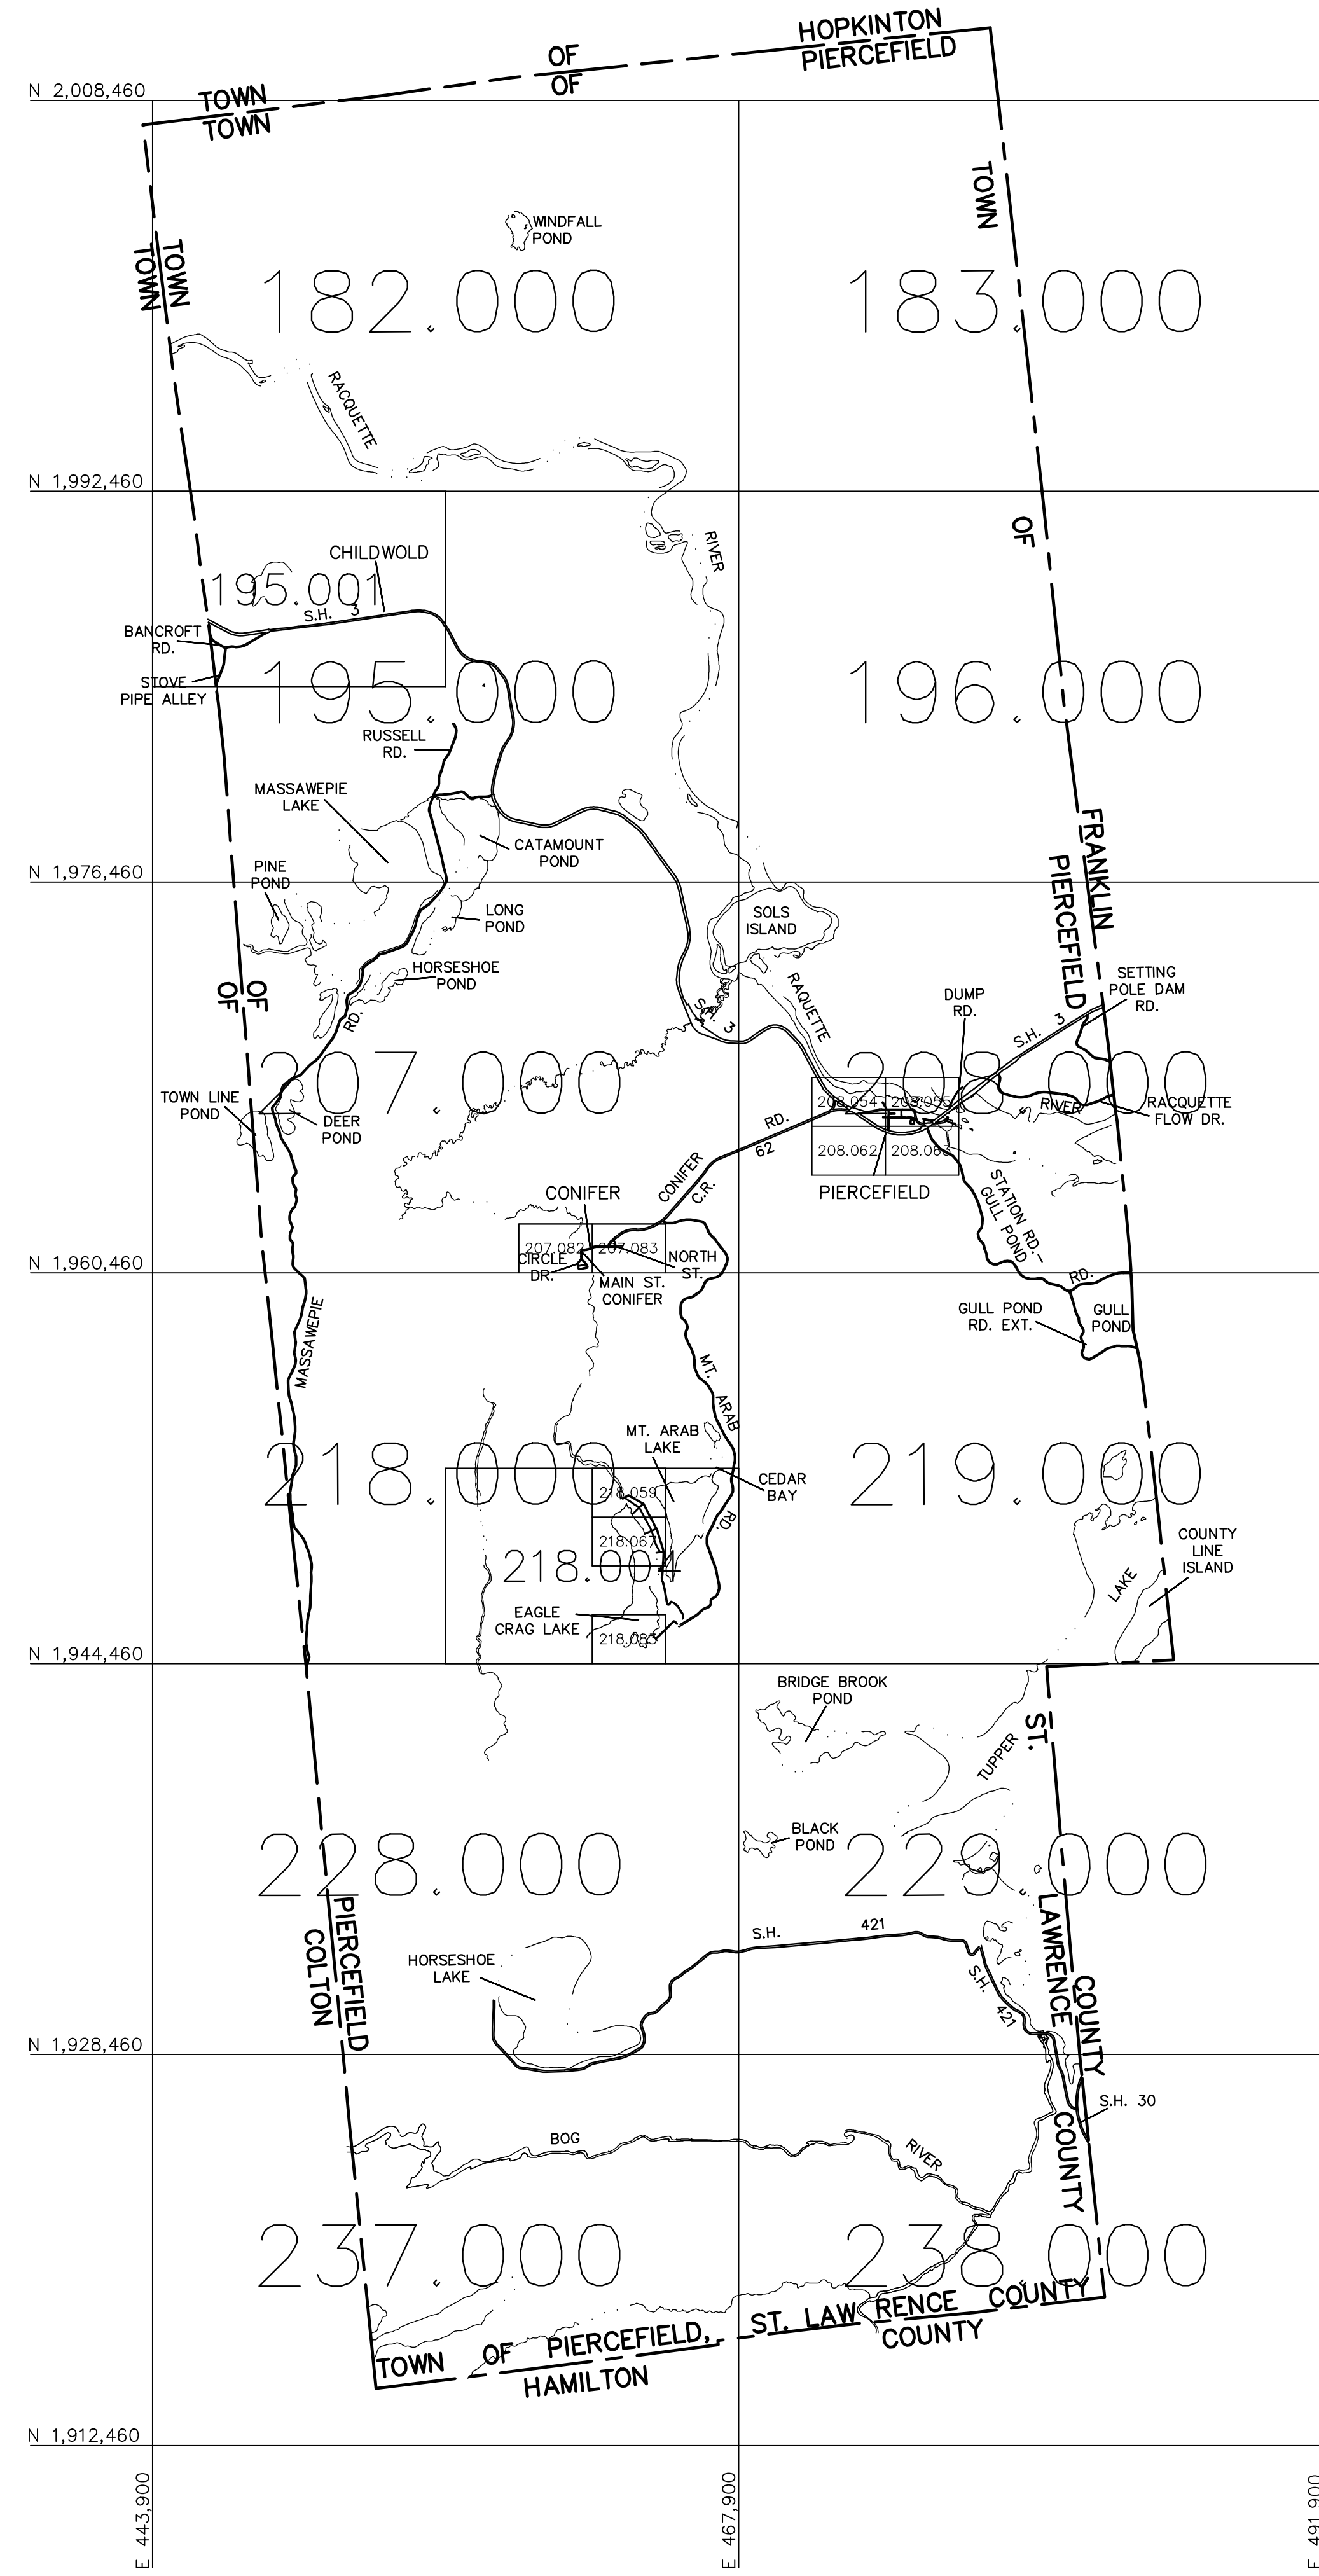 HOPKINTON
PIERCEFIELD
OF
OF
N 2,008,460
TOWN
TOWN
TOWN
WINDFALL
POND
TOWN
TOWN
182.000
183.000
RACQUETTE
N 1,992,460
OF
RIVER
CHILDWOLD
195.001
S.H. 3
BANCROFT
RD.
STOVE
PIPE ALLEY
195.000
196.000
RUSSELL
RD.
MASSAWEPIE
LAKE
CATAMOUNT
POND
FRANKLIN
PIERCEFIELD
PINE
POND
N 1,976,460
LONG
POND
SOLS
ISLAND
HORSESHOE
POND
SETTING
POLE DAM
RD.
OF
OF
RD.
S.H. 3
RAQUETTE
DUMP
RD.
S.H. 3
207.000
208.000
TOWN LINE
POND
DEER
POND
208.054
208.055
RIVER
RACQUETTE
FLOW DR.
RD.
62
208.062
208.063
CONIFER
C.R.
PIERCEFIELD
STATION RD.-
GULL POND
CONIFER
207.082
207.083
CIRCLE
DR.
NORTH
ST.
N 1,960,460
MAIN ST.
CONIFER
RD.
GULL POND
RD. EXT.
GULL
POND
MASSAWEPIE
MT.
ARAB
MT. ARAB
LAKE
218.000
219.000
CEDAR
BAY
218.059
RD.
218.067
218.004
COUNTY
LINE
ISLAND
LAKE
EAGLE
CRAG LAKE
218.083
N 1,944,460
BRIDGE BROOK
POND
ST.
TUPPER
BLACK
POND
228.000
229.000
PIERCEFIELD
COLTON
LAWRENCE
S.H.
421
HORSESHOE
LAKE
S.H.
421
COUNTY
N 1,928,460
S.H. 30
COUNTY
BOG
RIVER
237.000
238.000
TOWN OF PIERCEFIELD, ST. LAWRENCE COUNTY
HAMILTON COUNTY
N 1,912,460
E 443,900
E 467,900
E 491,900